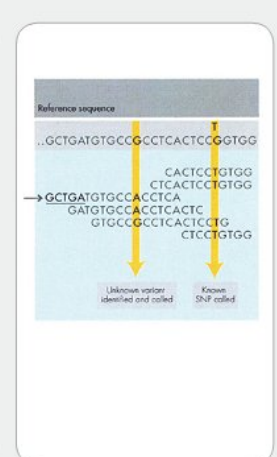 Reference sequence
T
..GCTGATGTGCCGCCTCACTCCGGTGG
CACTCCTGTGG
CTCACTCCTGTGG
GCTGATGTGCCACCTCA
GATGTGCCACCTCACTC
GTGCCGCCTCACTCCTG
CTCCTGTGG
Unknown variant
identified and called
Known
SNP called